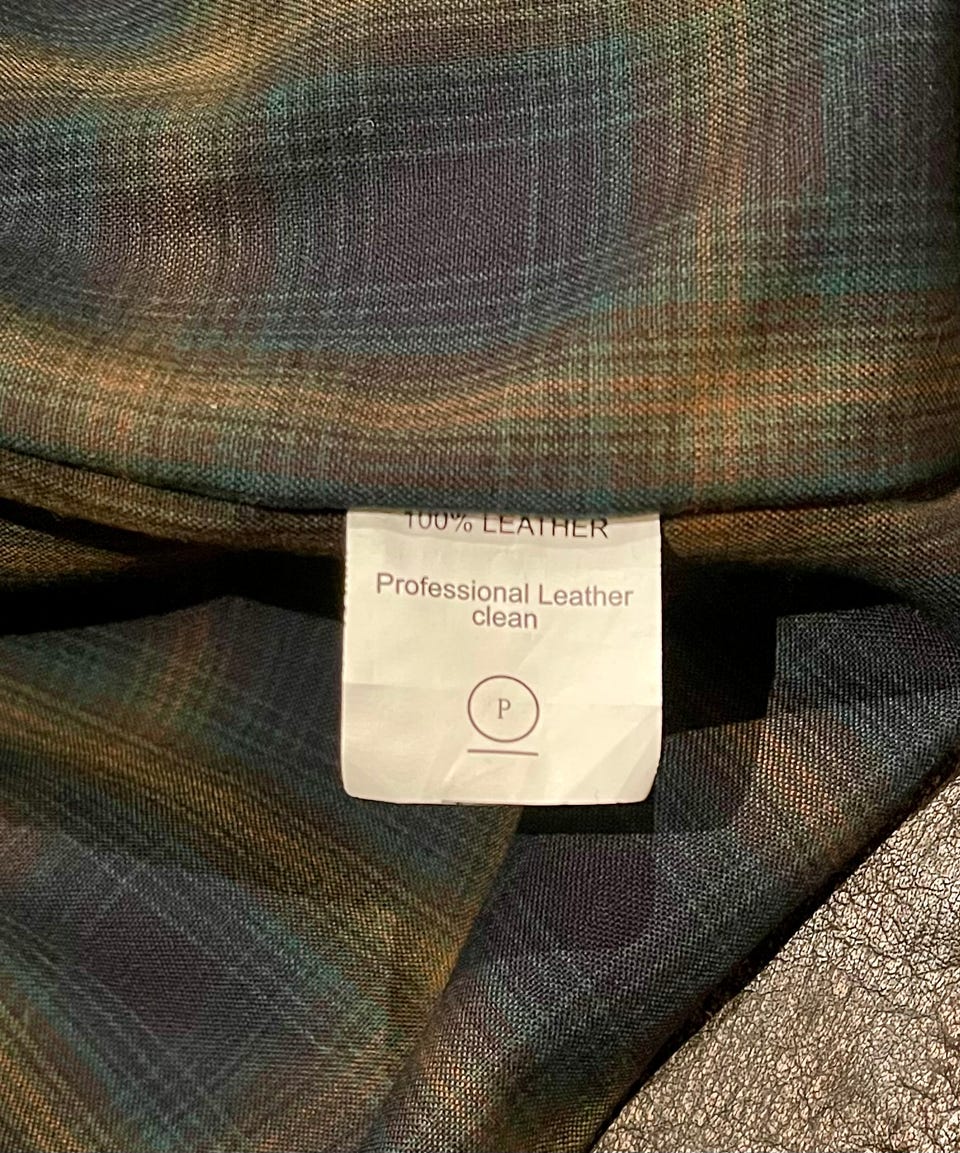 100% LEATHER
Professional Leather
clean
P